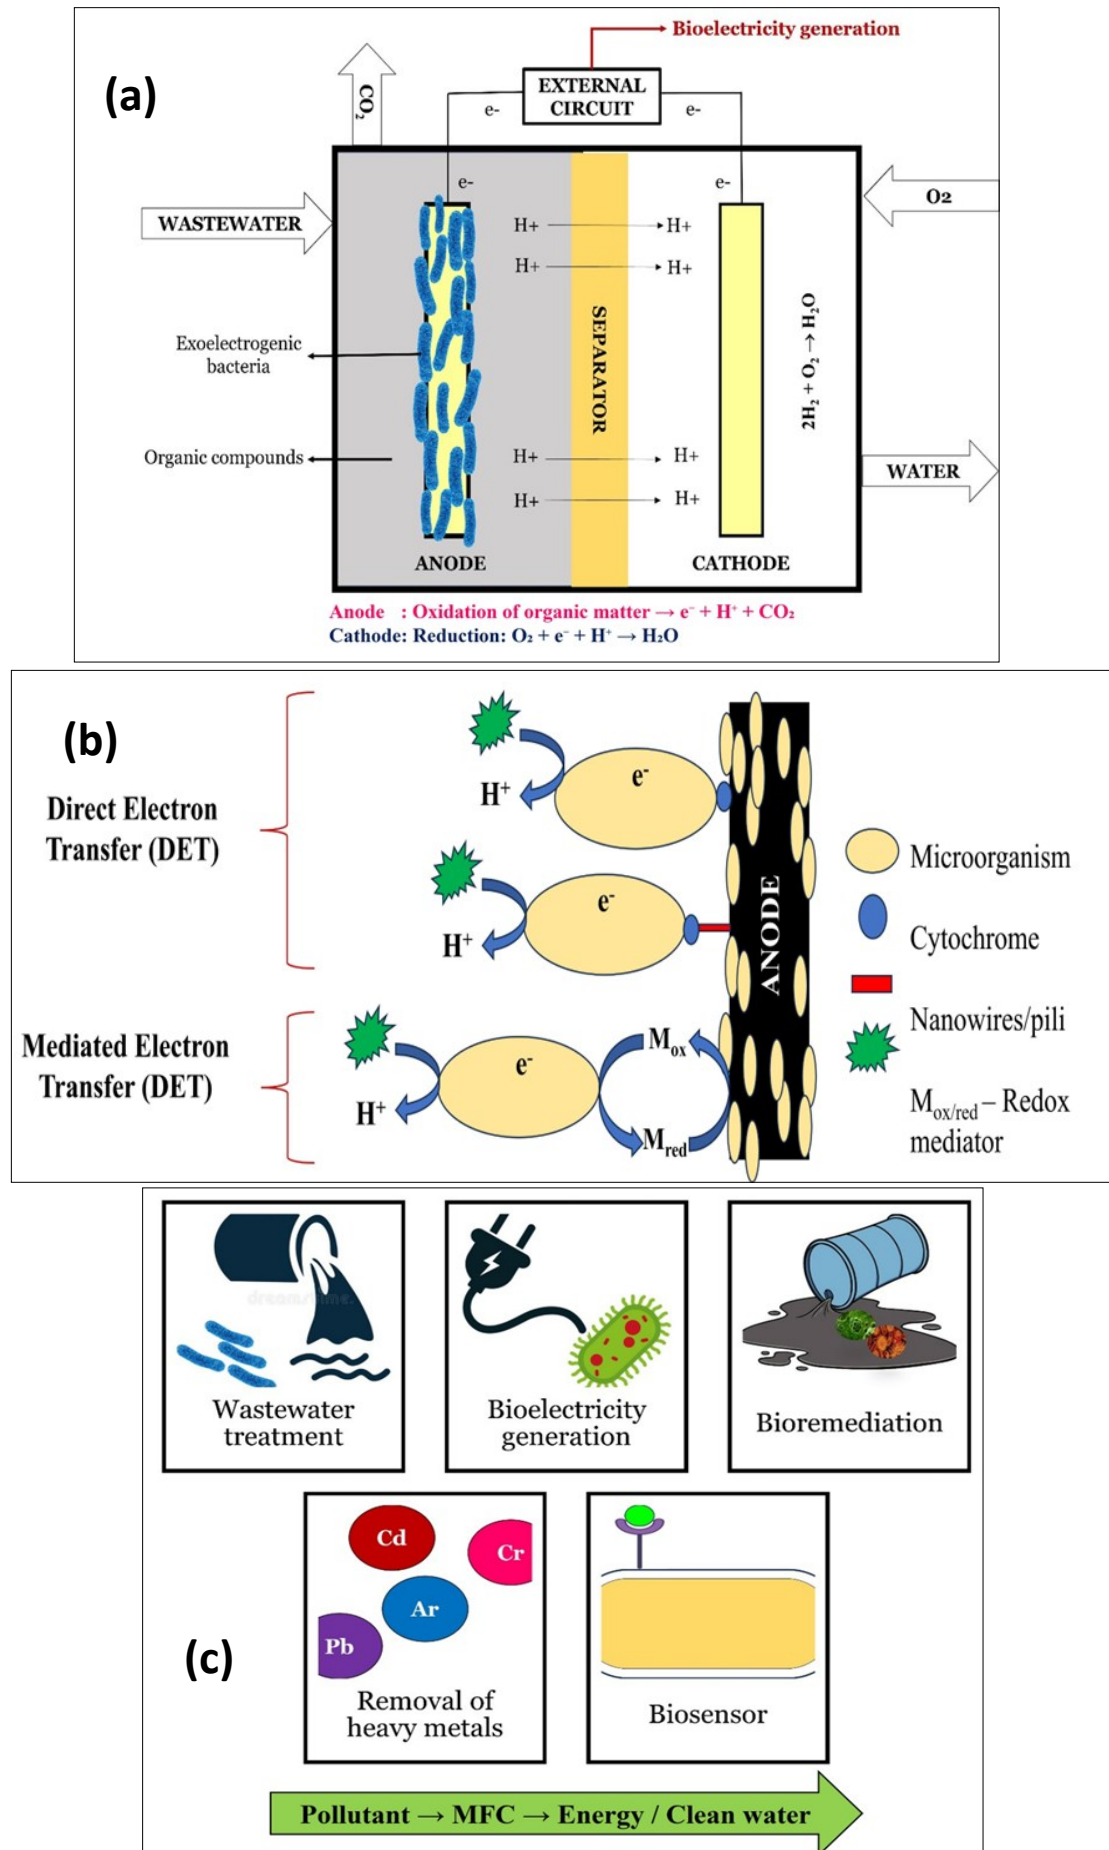 (a)
Bioelectricity generation
EXTERNAL
CIRCUIT
e-
e-
CO₂
e-
e-
WASTEWATER
O2
H+
H+
H+
H+
SEPARATOR
2H₂ + O₂ → H₂O
Exoelectrogenic
bacteria
Organic compounds
H+
H+
H+
H+
WATER
ANODE
CATHODE
Anode : Oxidation of organic matter → e⁻ + H⁺ + CO₂
Cathode: Reduction: O₂ + e⁻ + H⁺ → H₂O
(b)
Direct Electron
Transfer (DET)
H⁺
e⁻
H⁺
e⁻
Mediated Electron
Transfer (DET)
H⁺
e⁻
Mox
Mred
ANODE
Microorganism
Cytochrome
Nanowires/pili
Mox/red – Redox
mediator
dreamstime
Wastewater
treatment
Bioelectricity
generation
Bioremediation
(c)
Cd
Cr
Ar
Pb
Removal of
heavy metals
Biosensor
Pollutant → MFC → Energy / Clean water